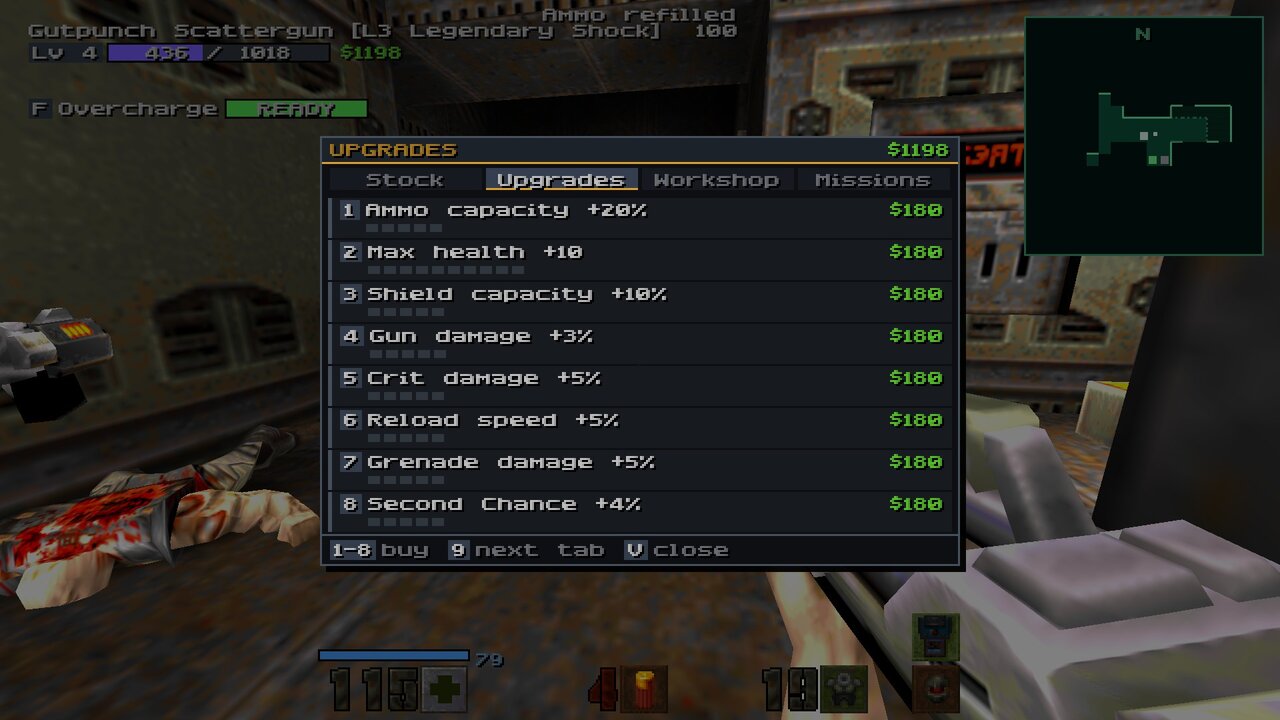 Ammo refilled
Gutpunch Scattergun [L3 Legendary Shock] 100
Lv 4 436 / 1018 $1198
F Overcharge READY
N
UPGRADES $1198
Stock Upgrades Workshop Missions
1 Ammo capacity +20% $180
2 Max health +10 $180
3 Shield capacity +10% $180
4 Gun damage +3% $180
5 Crit damage +5% $180
6 Reload speed +5% $180
7 Grenade damage +5% $180
8 Second Chance +4% $180
1-8 buy 9 next tab V close
79
115 4 19